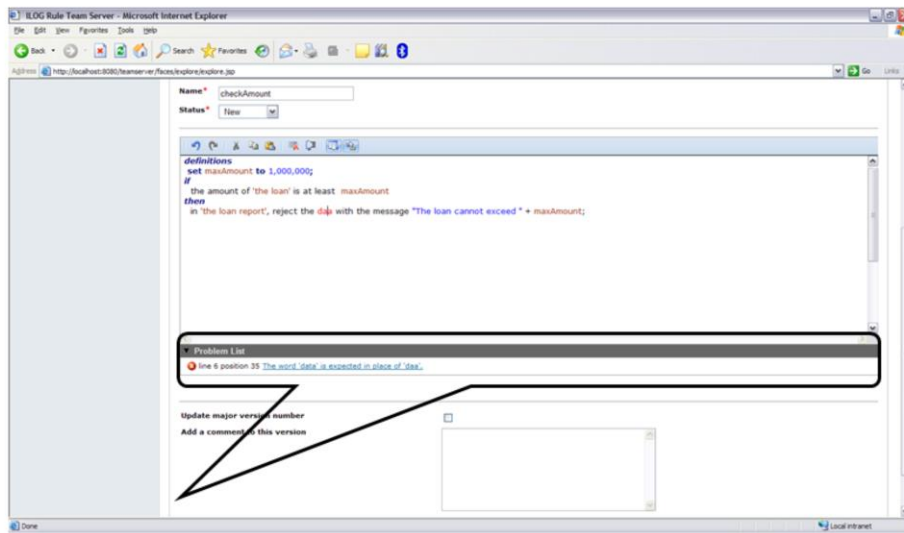 ILOG Rule Team Server - Microsoft Internet Explorer
File Edit View Favorites Tools Help
Back Search Favorites
Address http://localhost:8080/teamserver/faces/explore/explore.jsp Go Links
Name* checkAmount
Status* New
definitions
set maxAmount to 1,000,000;
if
the amount of 'the loan' is at least maxAmount
then
in 'the loan report', reject the daa with the message "The loan cannot exceed " + maxAmount;
Problem List
line 6 position 35 The word 'data' is expected in place of 'daa'.
Update major version number
Add a comment to this version
Done Local intranet